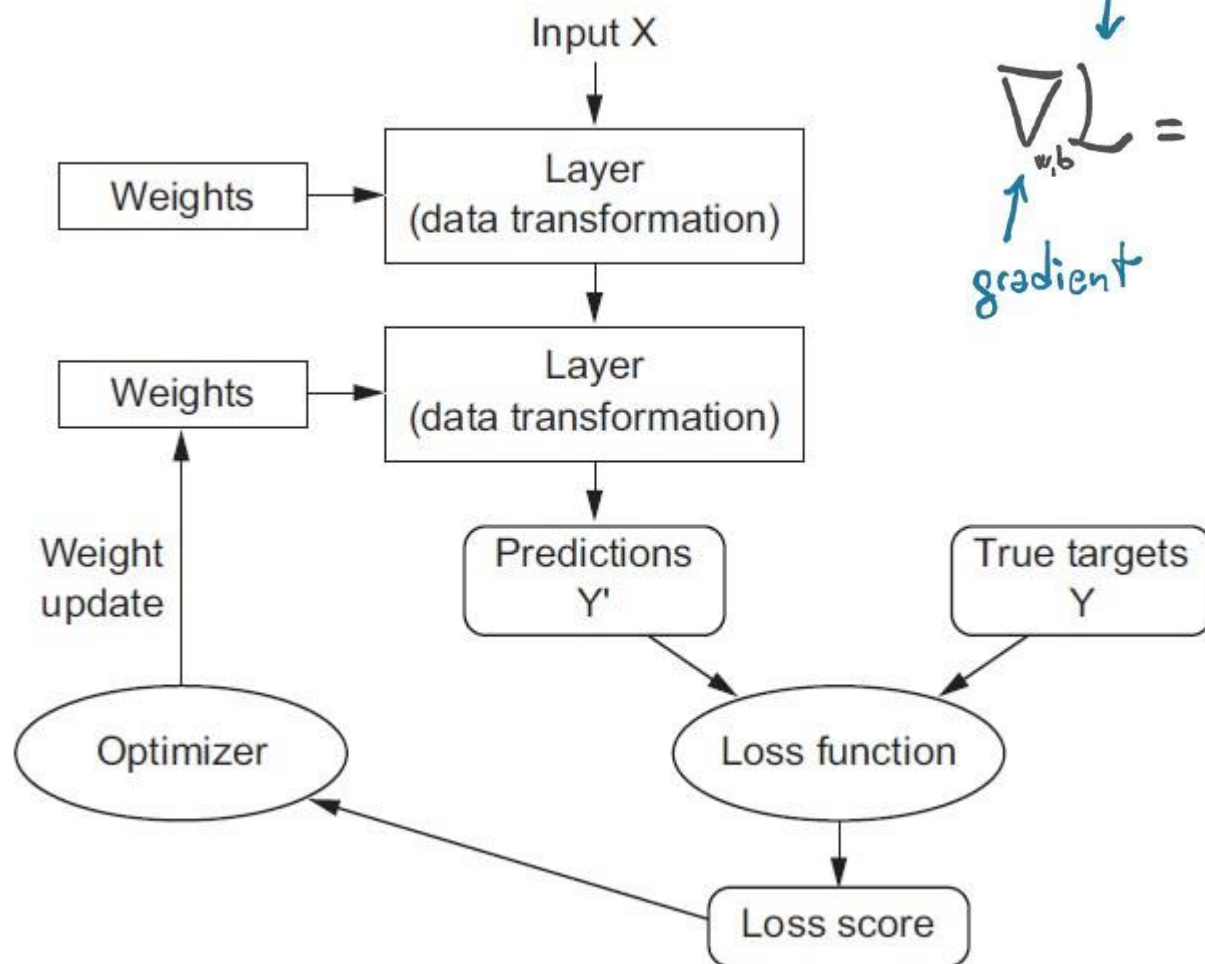 Input X
Layer
(data transformation)
Weights
Layer
(data transformation)
Weights
Weight
update
Predictions
Y'
True targets
Y
Optimizer
Loss function
Loss score
∇w,b L =
gradient